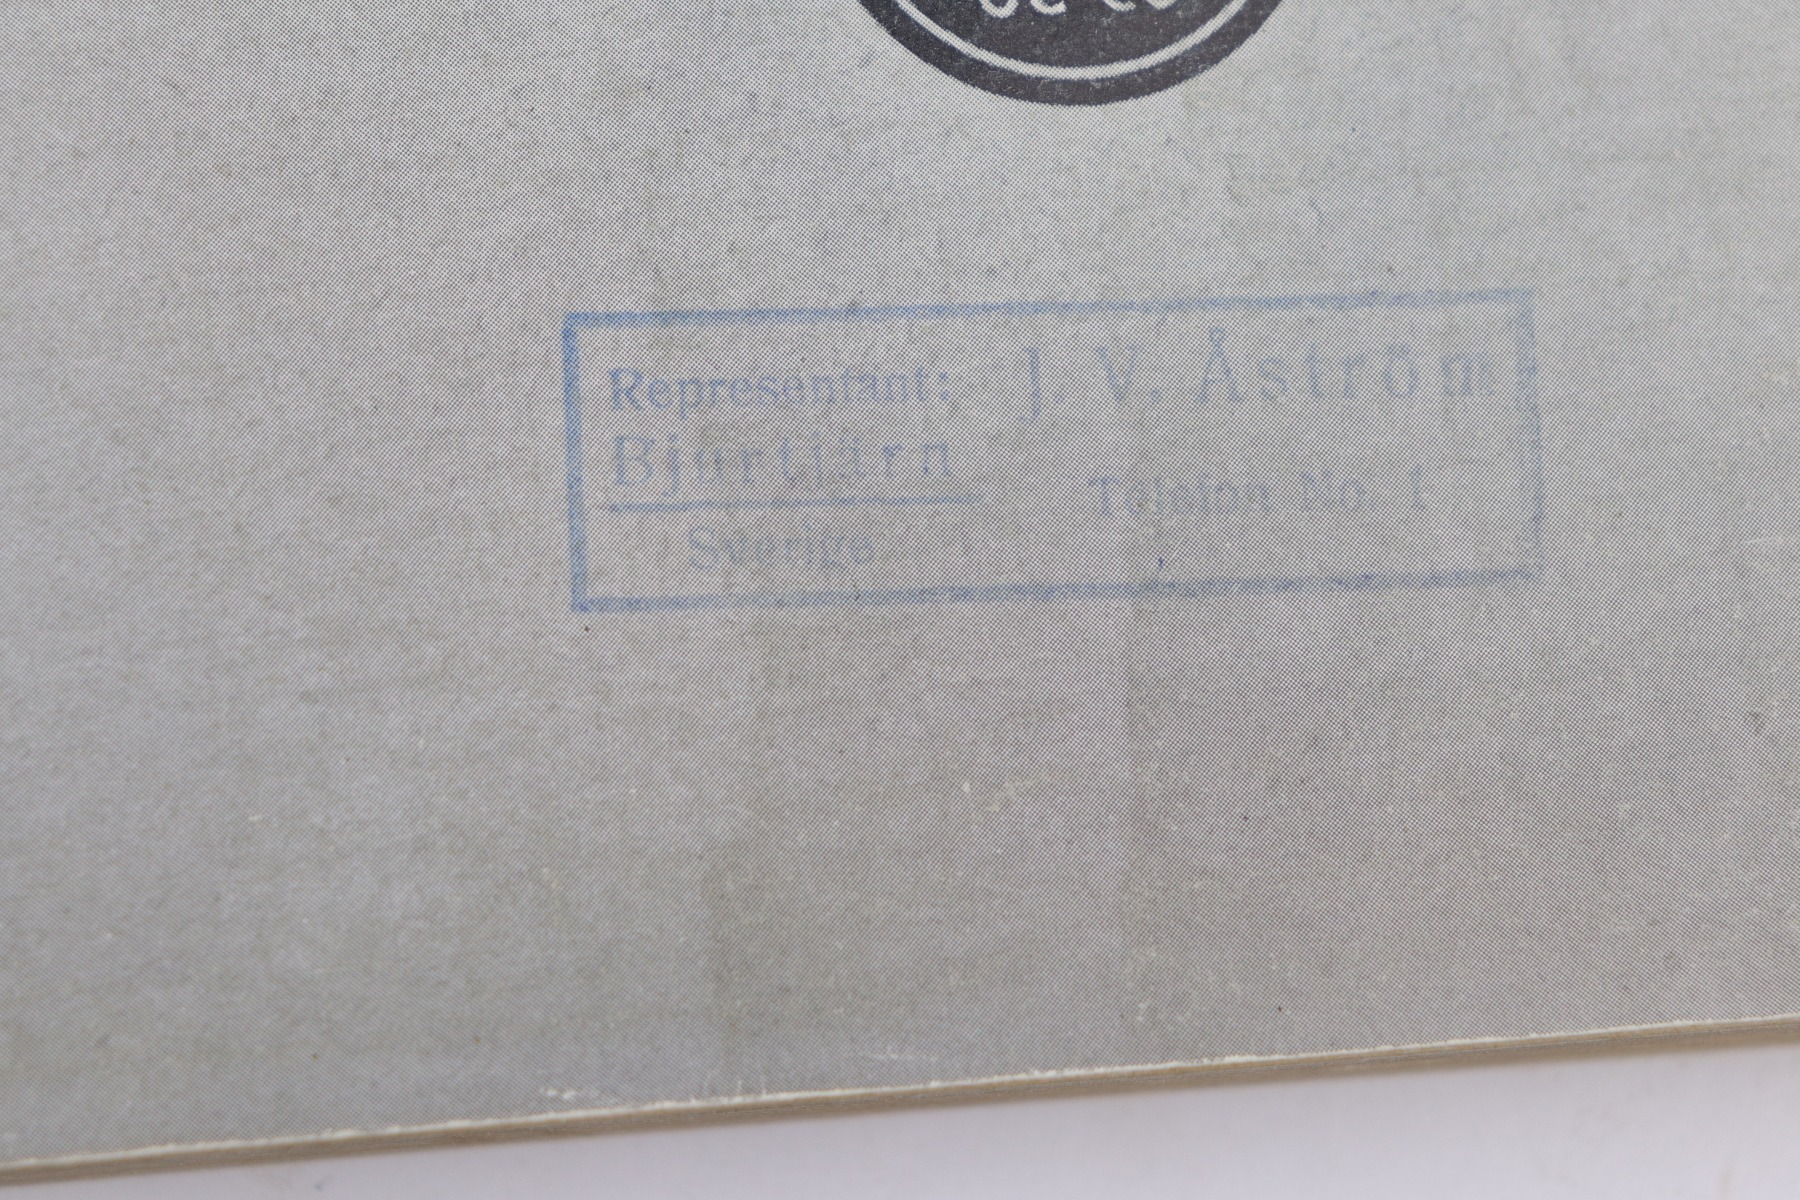 Representant: J. V. Åström
Bjurtjärn Telefon No. 1
Sverige